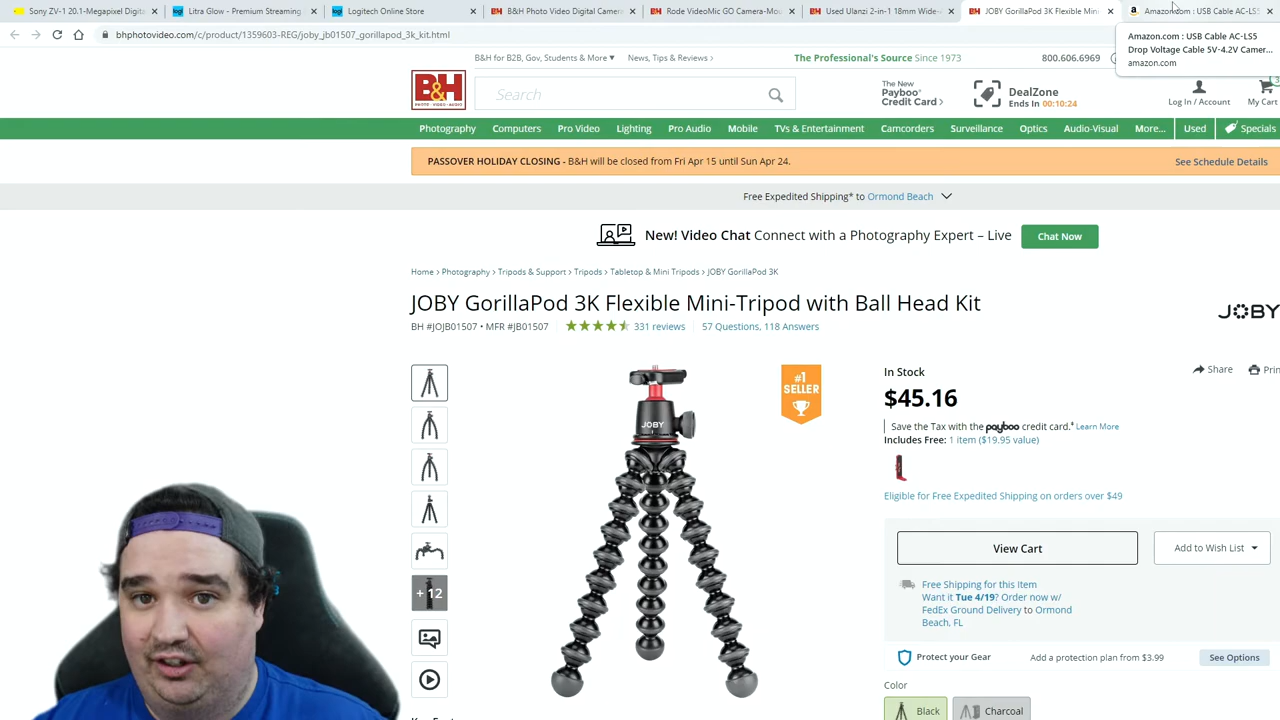 Sony ZV-1 20.1-Megapixel Digita
Litra Glow - Premium Streaming
Logitech Online Store
B&H Photo Video Digital Camera
Rode VideoMic GO Camera-Mou
Used Ulanzi 2-in-1 18mm Wide-
JOBY GorillaPod 3K Flexible Mini
Amazon.com : USB Cable AC-LS5
bhphotovideo.com/c/product/1359603-REG/joby_jb01507_gorillapod_3k_kit.html
Amazon.com : USB Cable AC-LS5
Drop Voltage Cable 5V-4.2V Camer...
amazon.com
B&H for B2B, Gov, Students & More
News, Tips & Reviews >
The Professional's Source Since 1973
800.606.6969
B&H
PHOTO · VIDEO · AUDIO
Search
The New
Payboo
Credit Card >
DealZone
Ends In 00:10:24
Log In / Account
3
My Cart
Photography
Computers
Pro Video
Lighting
Pro Audio
Mobile
TVs & Entertainment
Camcorders
Surveillance
Optics
Audio-Visual
More...
Used
Specials
PASSOVER HOLIDAY CLOSING - B&H will be closed from Fri Apr 15 until Sun Apr 24.
See Schedule Details
Free Expedited Shipping* to Ormond Beach
New! Video Chat Connect with a Photography Expert – Live
Chat Now
Home > Photography > Tripods & Support > Tripods > Tabletop & Mini Tripods > JOBY GorillaPod 3K
JOBY GorillaPod 3K Flexible Mini-Tripod with Ball Head Kit
BH #JOJB01507 • MFR #JB01507
331 reviews
57 Questions, 118 Answers
JOBY
#1
SELLER
JOBY
+ 12
In Stock
Share
Prin
$45.16
Save the Tax with the payboo credit card.‡ Learn More
Includes Free: 1 item ($19.95 value)
Eligible for Free Expedited Shipping on orders over $49
View Cart
Add to Wish List
Free Shipping for this Item
Want it Tue 4/19? Order now w/
FedEx Ground Delivery to Ormond
Beach, FL
Protect your Gear
Add a protection plan from $3.99
See Options
Color
Black
Charcoal